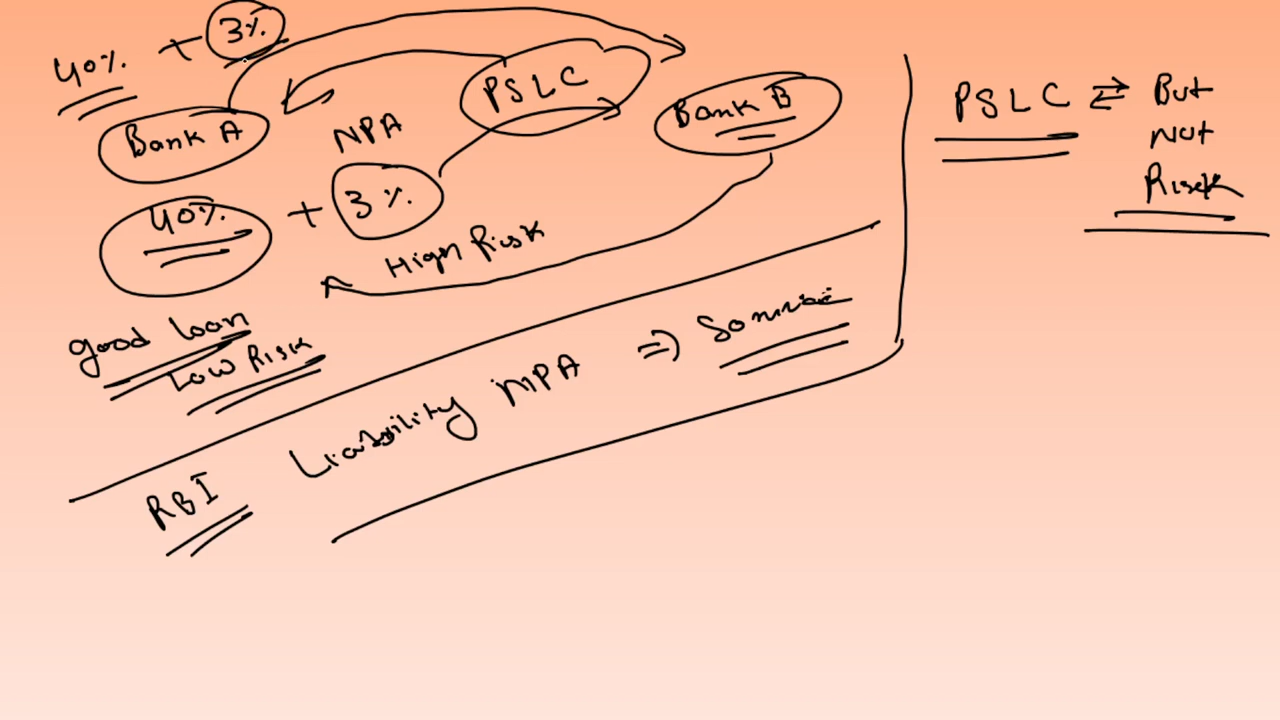 40% + 3%
Bank A NPA PSLC Bank B
40% + 3%
High Risk
good loan
Low Risk
RBI Liability NPA =>
PSLC ⇄ But
Not
Risk